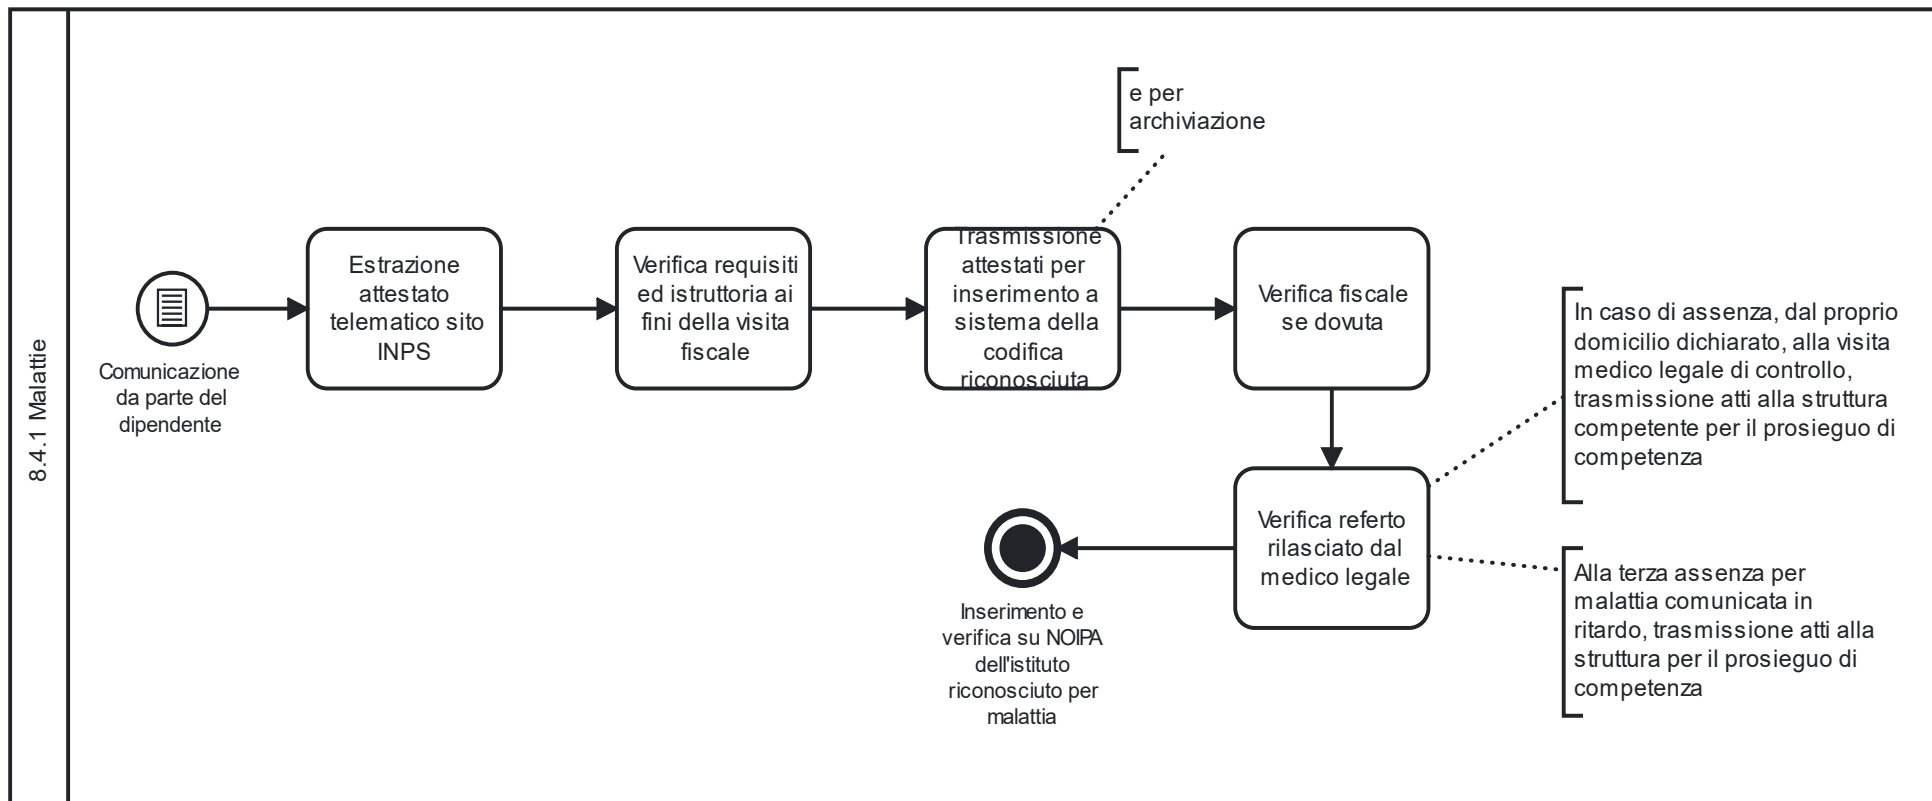 8.4.1 Malattie
e per
archiviazione
Comunicazione
da parte del
dipendente
Estrazione
attestato
telematico sito
INPS
Verifica requisiti
ed istruttoria ai
fini della visita
fiscale
Trasmissione
attestati per
inserimento a
sistema della
codifica
riconosciuta
Verifica fiscale
se dovuta
In caso di assenza, dal proprio
domicilio dichiarato, alla visita
medico legale di controllo,
trasmissione atti alla struttura
competente per il prosieguo di
competenza
Verifica referto
rilasciato dal
medico legale
Alla terza assenza per
malattia comunicata in
ritardo, trasmissione atti alla
struttura per il prosieguo di
competenza
Inserimento e
verifica su NOIPA
dell'istituto
riconosciuto per
malattia